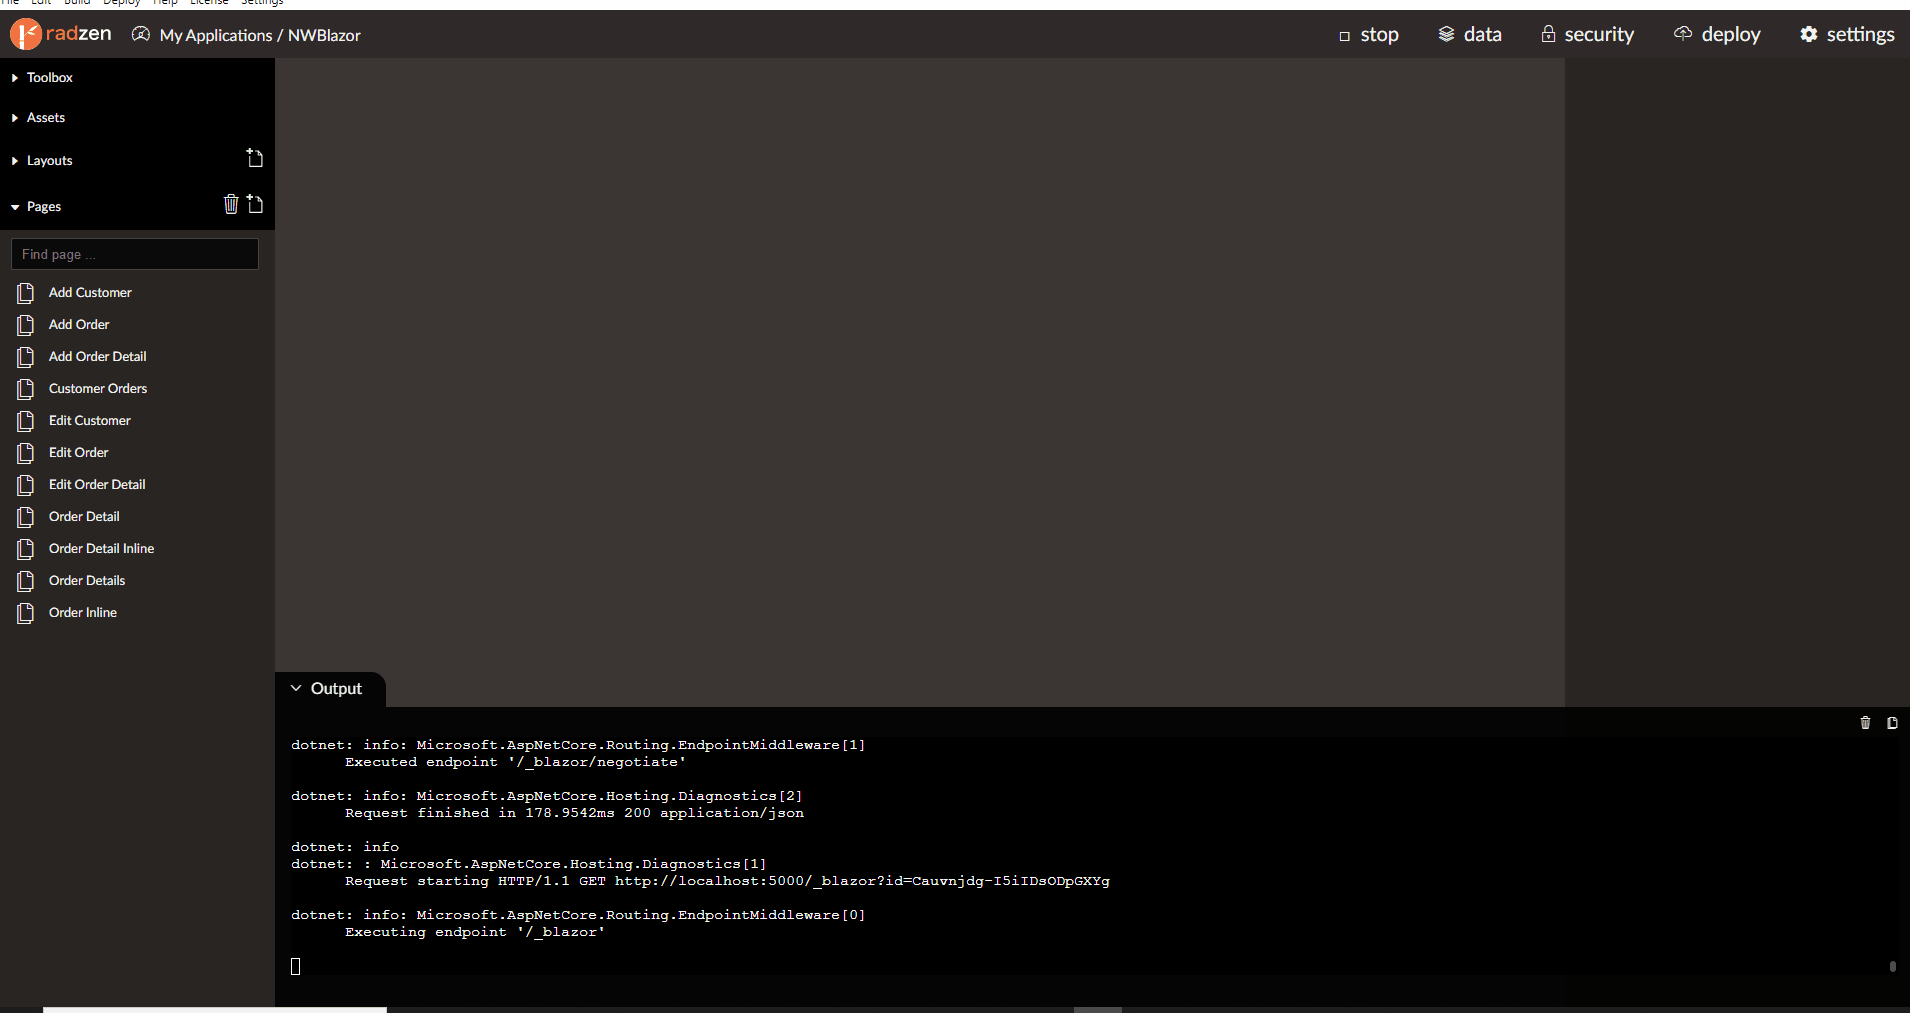 File Edit Build Deploy Help License Settings
radzen My Applications / NWBlazor stop data security deploy settings
Toolbox
Assets
Layouts
Pages
Find page ...
Add Customer
Add Order
Add Order Detail
Customer Orders
Edit Customer
Edit Order
Edit Order Detail
Order Detail
Order Detail Inline
Order Details
Order Inline
Output
dotnet: info: Microsoft.AspNetCore.Routing.EndpointMiddleware[1]
Executed endpoint '/_blazor/negotiate'
dotnet: info: Microsoft.AspNetCore.Hosting.Diagnostics[2]
Request finished in 178.9542ms 200 application/json
dotnet: info
dotnet: : Microsoft.AspNetCore.Hosting.Diagnostics[1]
Request starting HTTP/1.1 GET http://localhost:5000/_blazor?id=Cauvnjdg-I5iIDsODpGXYg
dotnet: info: Microsoft.AspNetCore.Routing.EndpointMiddleware[0]
Executing endpoint '/_blazor'